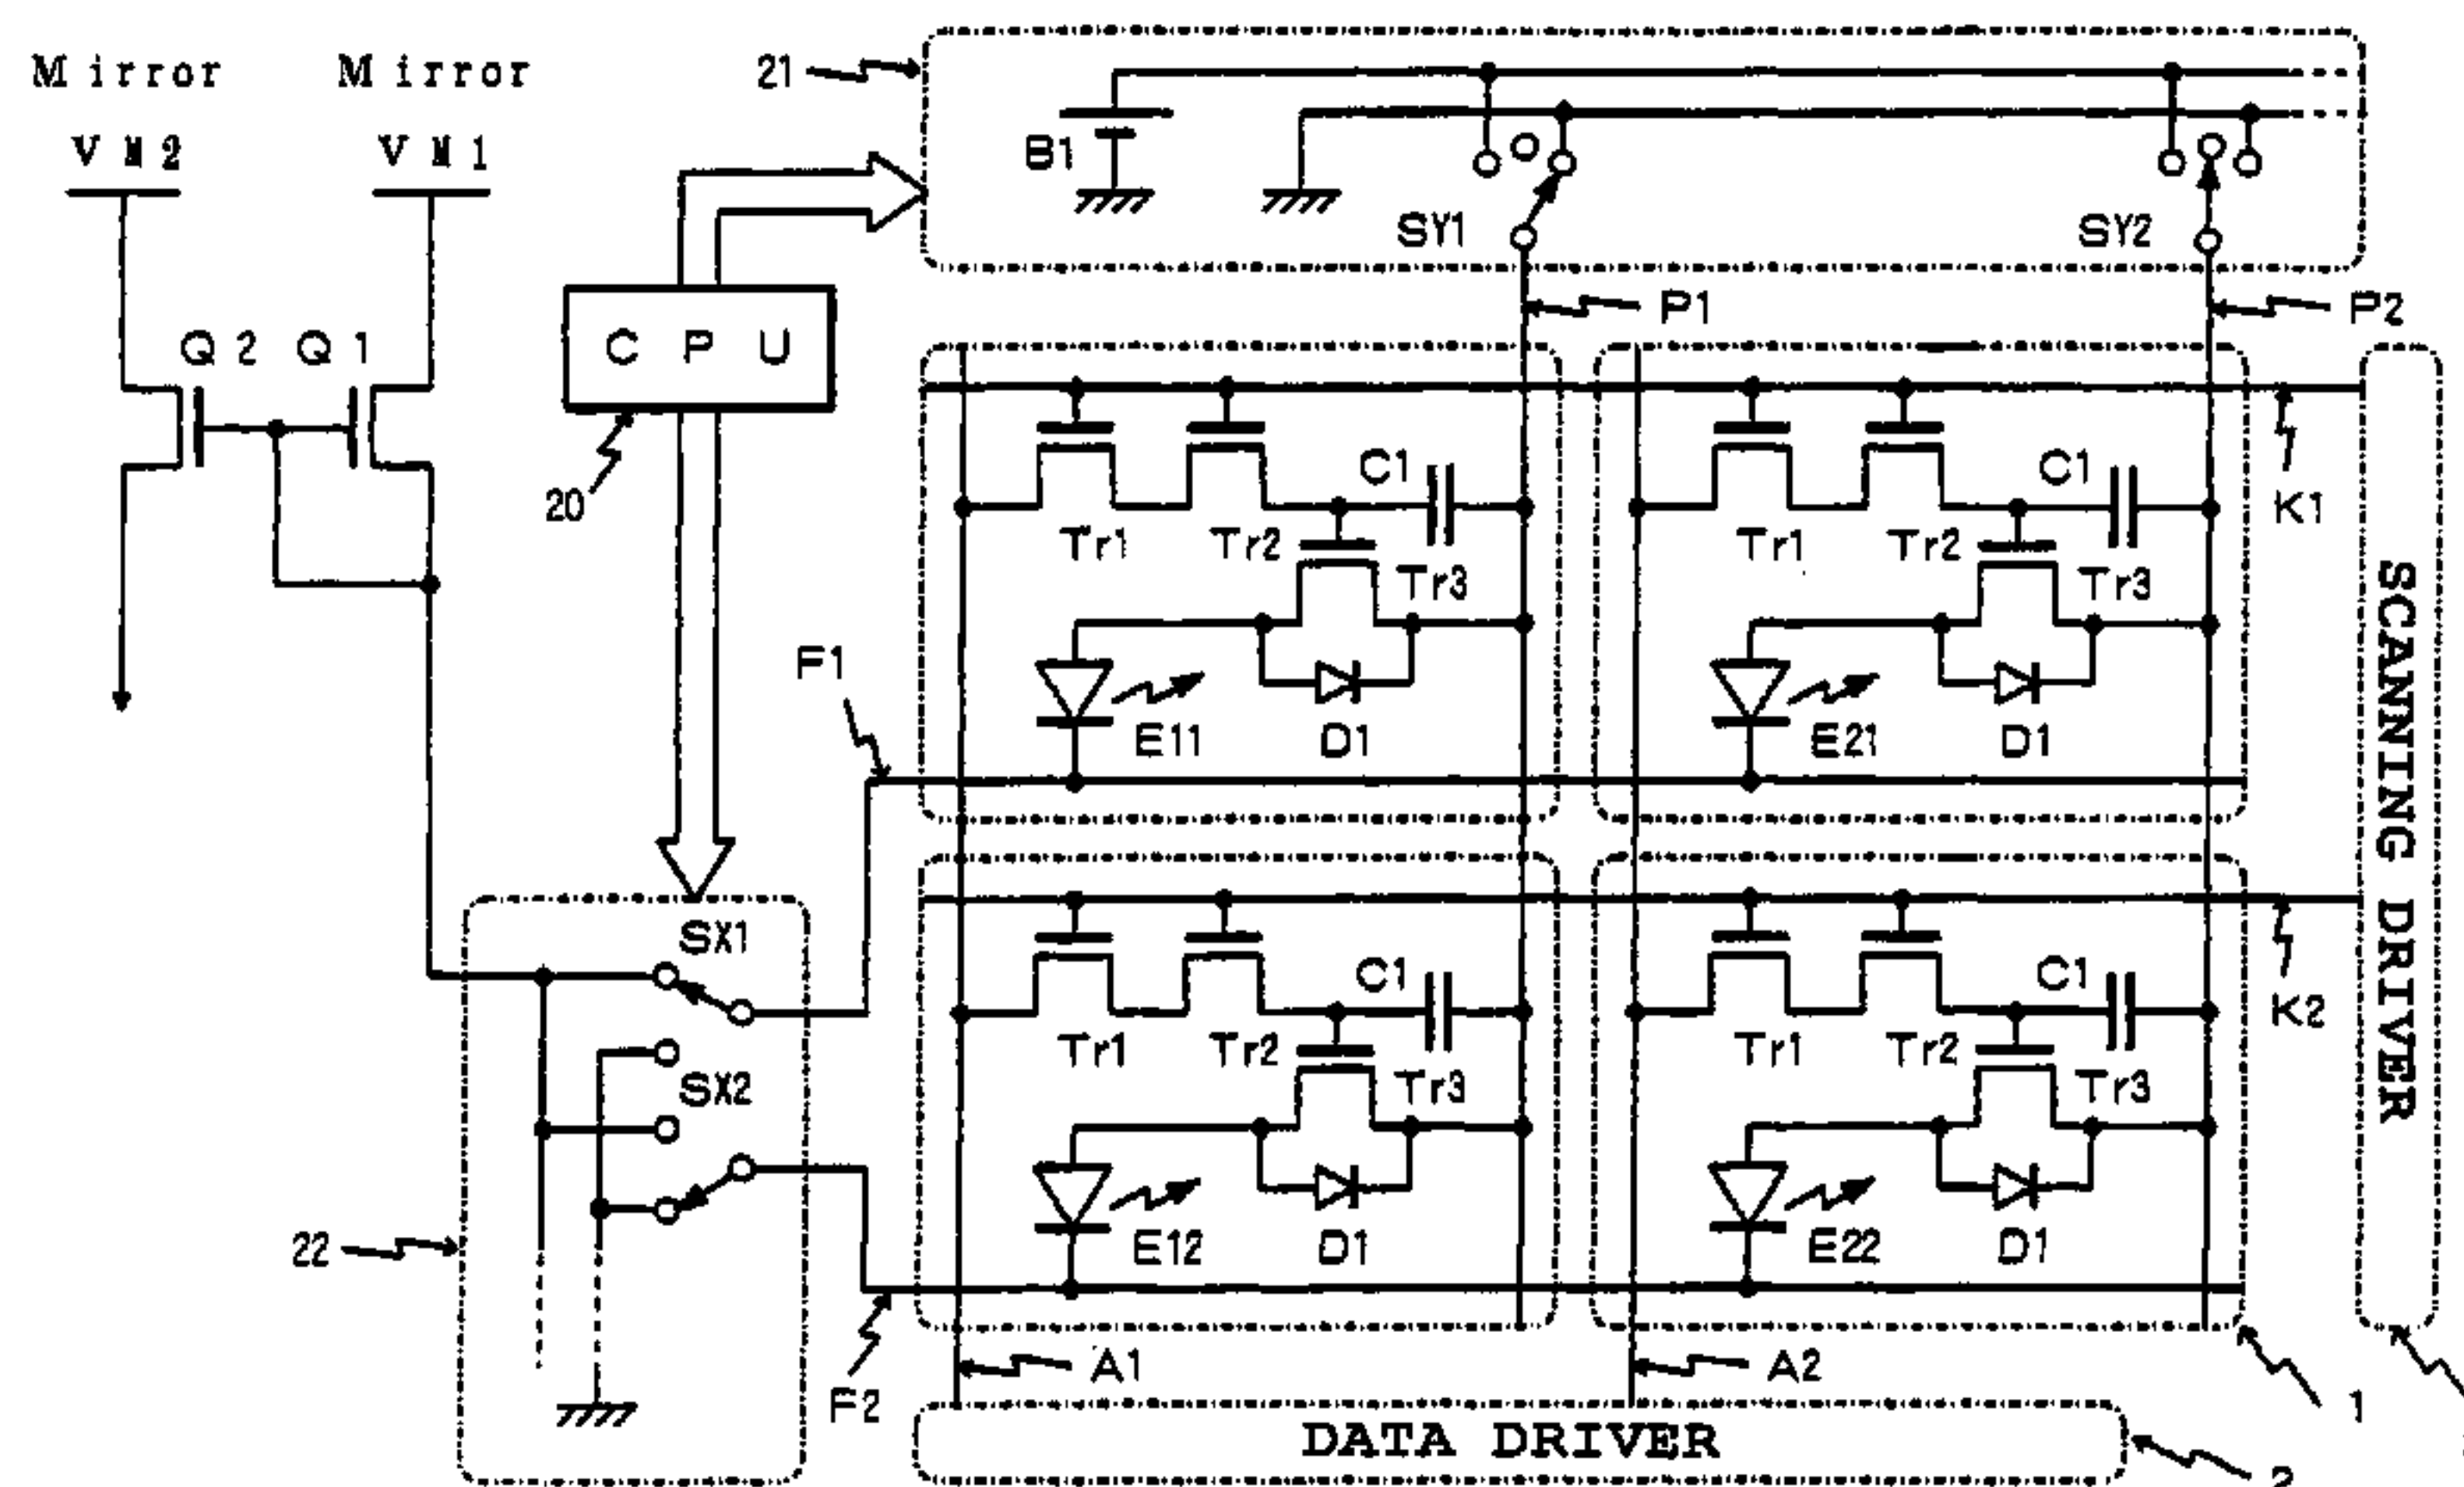 Mirror Mirror
VM2 VM1
21
B1
SY1 SY2
P1 P2
Q2 Q1
CPU
20
C1 C1
K1
Tr1 Tr2 Tr3 Tr1 Tr2 Tr3
F1
E11 D1 E21 D1
SCANNING DRIVER
SX1
C1 C1
K2
Tr1 Tr2 Tr3 Tr1 Tr2 Tr3
SX2
22
E12 D1 E22 D1
F2
A1 A2
1
DATA DRIVER
2